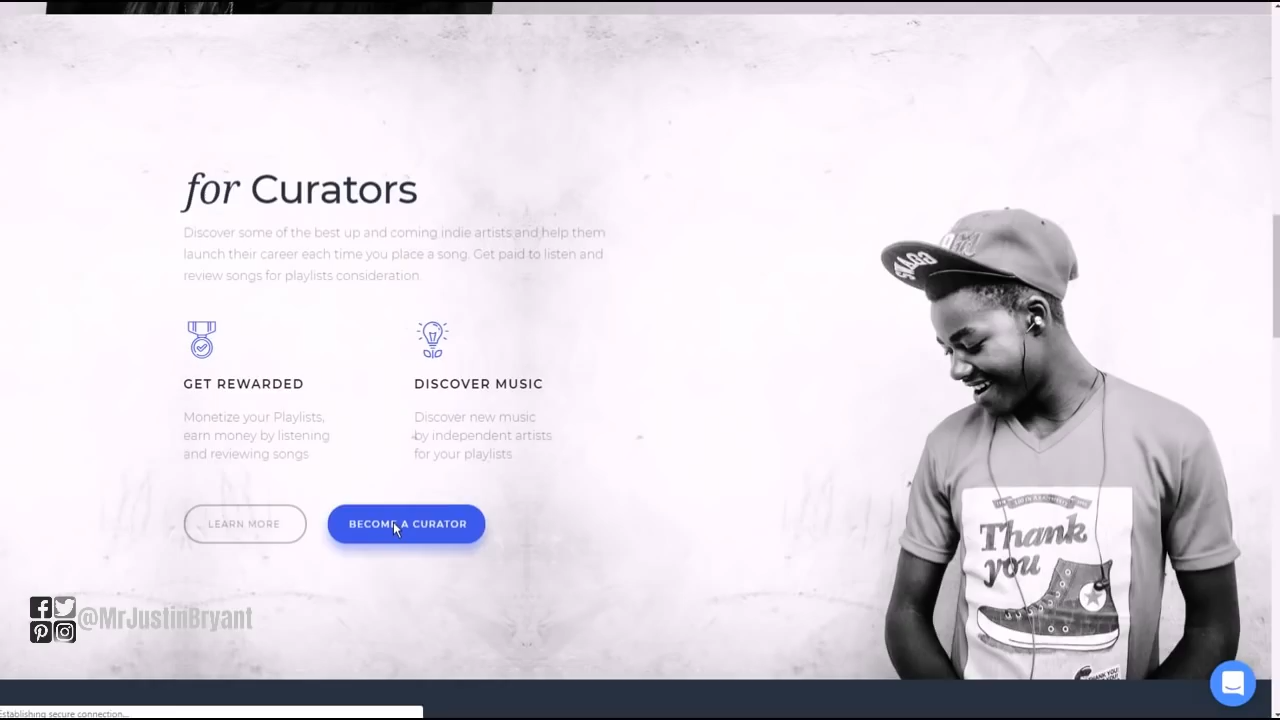 for Curators
Discover some of the best up and coming indie artists and help them
launch their career each time you place a song. Get paid to listen and
review songs for playlists consideration
GET REWARDED
Monetize your Playlists,
earn money by listening
and reviewing songs
DISCOVER MUSIC
Discover new music
by independent artists
for your playlists
LEARN MORE
BECOME A CURATOR
SWAGG
Thank
you
@MrJustinBryant
Establishing secure connection...